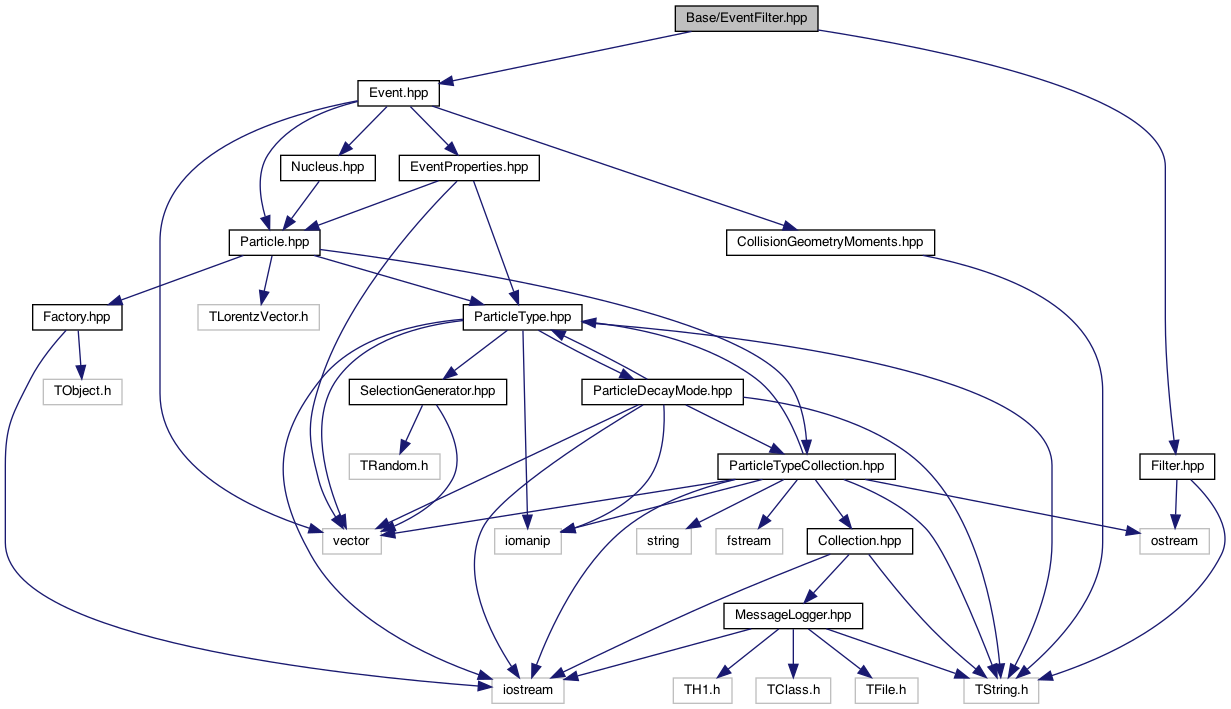 Base/EventFilter.hpp
Event.hpp
Nucleus.hpp
EventProperties.hpp
Particle.hpp
CollisionGeometryMoments.hpp
Factory.hpp
TLorentzVector.h
ParticleType.hpp
TObject.h
SelectionGenerator.hpp
ParticleDecayMode.hpp
TRandom.h
ParticleTypeCollection.hpp
Filter.hpp
vector
iomanip
string
fstream
Collection.hpp
ostream
MessageLogger.hpp
iostream
TH1.h
TClass.h
TFile.h
TString.h